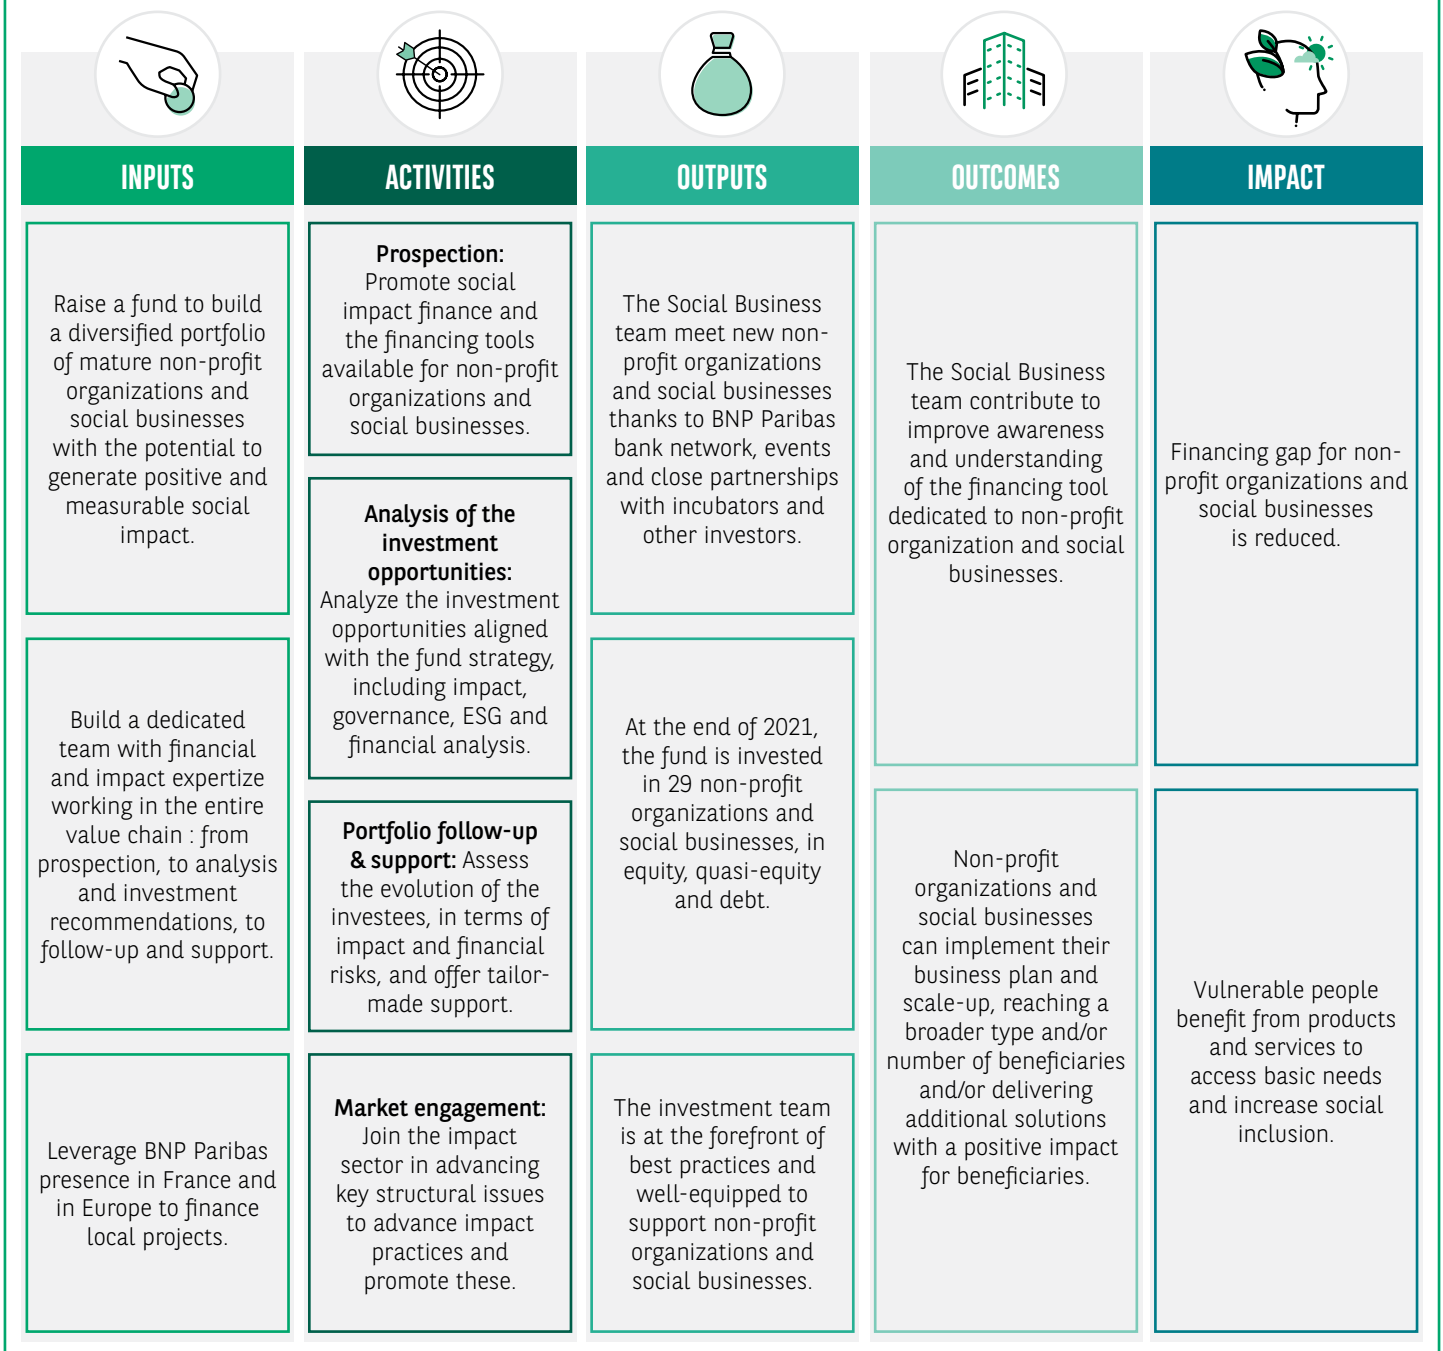 INPUTS
Raise a fund to build
a diversified portfolio
of mature non-profit
organizations and
social businesses
with the potential to
generate positive and
measurable social
impact.
Build a dedicated
team with financial
and impact expertize
working in the entire
value chain : from
prospection, to analysis
and investment
recommendations, to
follow-up and support.
Leverage BNP Paribas
presence in France and
in Europe to finance
local projects.
ACTIVITIES
Prospection:
Promote social
impact finance and
the financing tools
available for non-profit
organizations and
social businesses.
Analysis of the
investment
opportunities:
Analyze the investment
opportunities aligned
with the fund strategy,
including impact,
governance, ESG and
financial analysis.
Portfolio follow-up
& support: Assess
the evolution of the
investees, in terms of
impact and financial
risks, and offer tailor-
made support.
Market engagement:
Join the impact
sector in advancing
key structural issues
to advance impact
practices and
promote these.
OUTPUTS
The Social Business
team meet new non-
profit organizations
and social businesses
thanks to BNP Paribas
bank network, events
and close partnerships
with incubators and
other investors.
At the end of 2021,
the fund is invested
in 29 non-profit
organizations and
social businesses, in
equity, quasi-equity
and debt.
The investment team
is at the forefront of
best practices and
well-equipped to
support non-profit
organizations and
social businesses.
OUTCOMES
The Social Business
team contribute to
improve awareness
and understanding
of the financing tool
dedicated to non-profit
organization and social
businesses.
Non-profit
organizations and
social businesses
can implement their
business plan and
scale-up, reaching a
broader type and/or
number of beneficiaries
and/or delivering
additional solutions
with a positive impact
for beneficiaries.
IMPACT
Financing gap for non-
profit organizations and
social businesses
is reduced.
Vulnerable people
benefit from products
and services to
access basic needs
and increase social
inclusion.